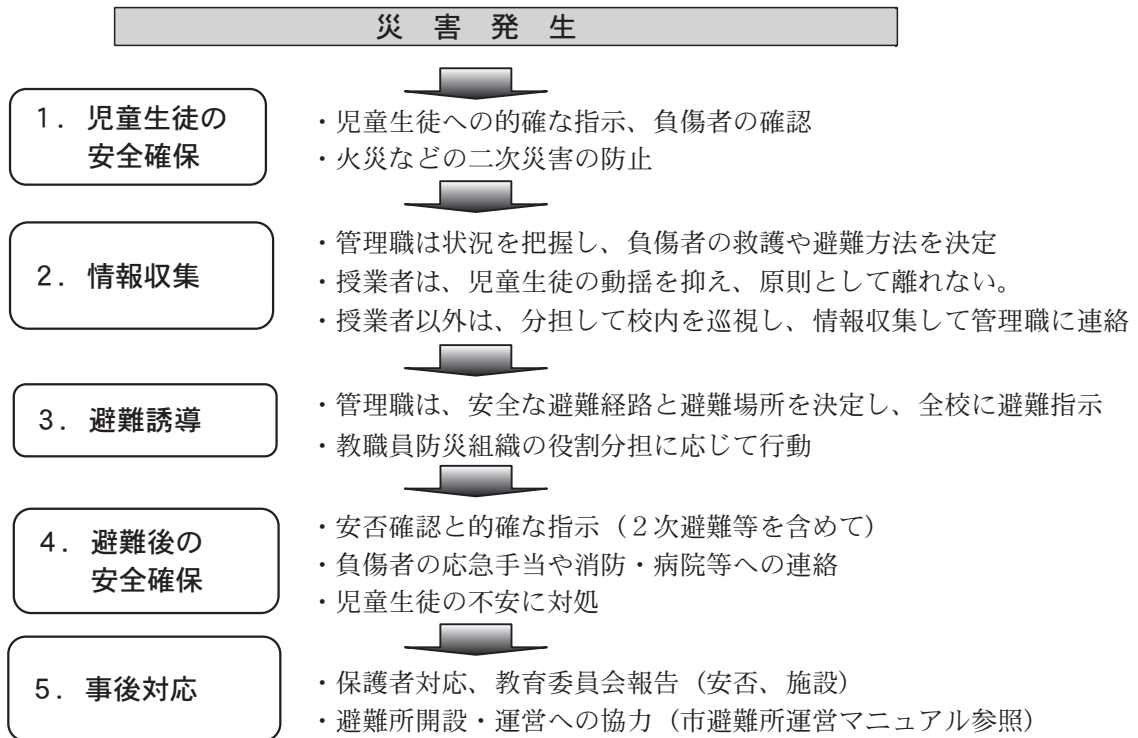 災 害 発 生
1. 児童生徒の
安全確保
・児童生徒への的確な指示、負傷者の確認
・火災などの二次災害の防止
2. 情報収集
・管理職は状況を把握し、負傷者の救護や避難方法を決定
・授業者は、児童生徒の動揺を抑え、原則として離れない。
・授業者以外は、分担して校内を巡視し、情報収集して管理職に連絡
3. 避難誘導
・管理職は、安全な避難経路と避難場所を決定し、全校に避難指示
・教職員防災組織の役割分担に応じて行動
4. 避難後の
安全確保
・安否確認と的確な指示（２次避難等を含めて）
・負傷者の応急手当や消防・病院等への連絡
・児童生徒の不安に対処
5. 事後対応
・保護者対応、教育委員会報告（安否、施設）
・避難所開設・運営への協力（市避難所運営マニュアル参照）